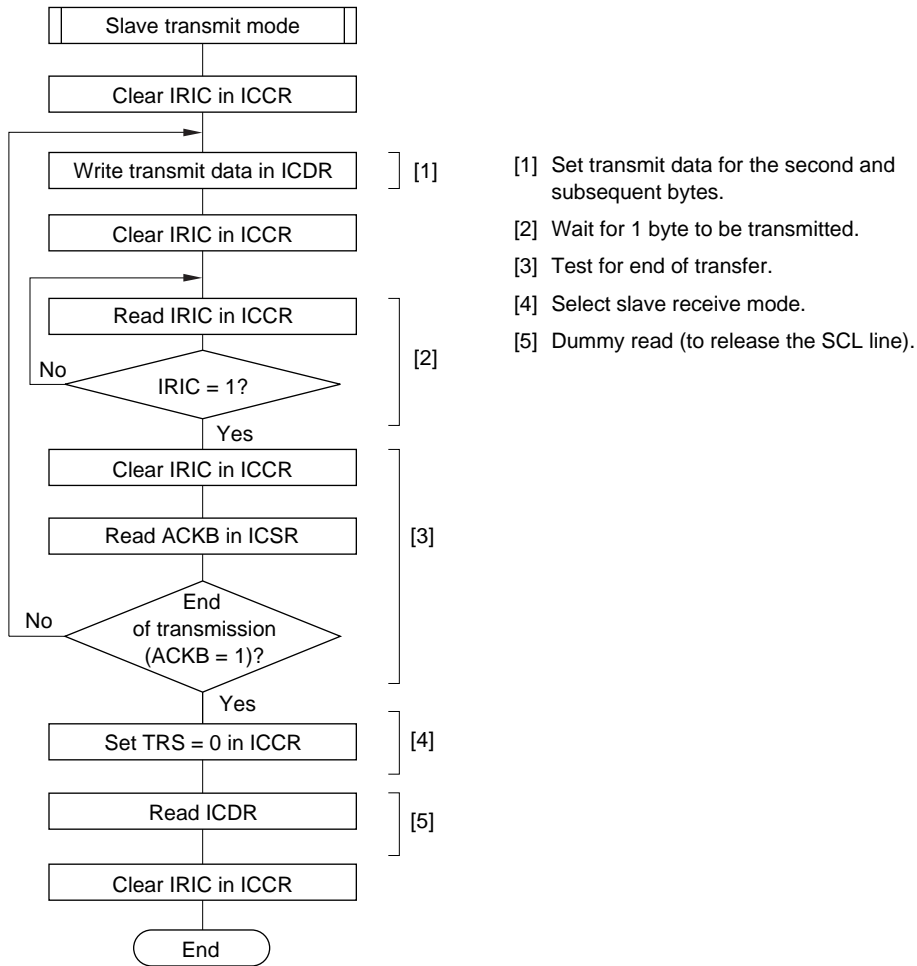 Slave transmit mode
Clear IRIC in ICCR
Write transmit data in ICDR
[1]
Clear IRIC in ICCR
Read IRIC in ICCR
[2]
No
IRIC = 1?
Yes
Clear IRIC in ICCR
Read ACKB in ICSR
[3]
No
End
of transmission
(ACKB = 1)?
Yes
Set TRS = 0 in ICCR
[4]
Read ICDR
[5]
Clear IRIC in ICCR
End
[1] Set transmit data for the second and
subsequent bytes.
[2] Wait for 1 byte to be transmitted.
[3] Test for end of transfer.
[4] Select slave receive mode.
[5] Dummy read (to release the SCL line).